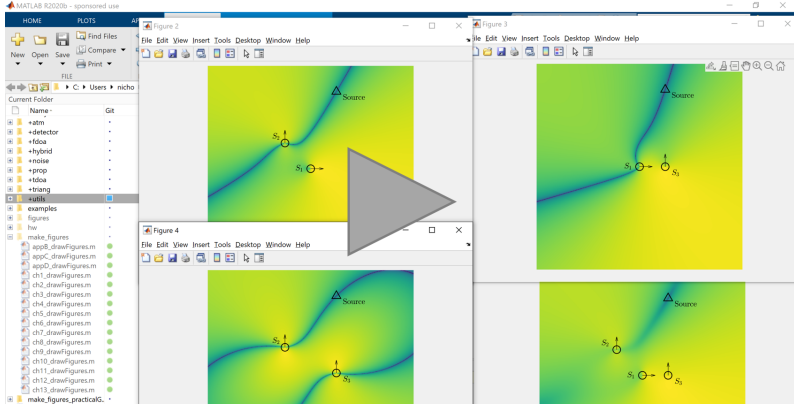 MATLAB R2020b - sponsored use
HOME PLOTS
New Open Save
Find Files
Compare
Print
FILE
C: Users nicho
Current Folder
Name Git
+atm
+detector
+fdoa
+hybrid
+noise
+prop
+tdoa
+triang
+utils
examples
figures
hw
make_figures
appB_drawFigures.m
appC_drawFigures.m
appD_drawFigures.m
ch1_drawFigures.m
ch2_drawFigures.m
ch3_drawFigures.m
ch4_drawFigures.m
ch5_drawFigures.m
ch6_drawFigures.m
ch7_drawFigures.m
ch8_drawFigures.m
ch9_drawFigures.m
ch10_drawFigures.m
ch11_drawFigures.m
ch12_drawFigures.m
ch13_drawFigures.m
make_figures_practicalG..
Figure 2
File Edit View Insert Tools Desktop Window Help
Source
S2
S1
Figure 4
File Edit View Insert Tools Desktop Window Help
Source
S2
S3
Figure 3
File Edit View Insert Tools Desktop Window Help
Source
S1
S3
Source
S2
S1
S3